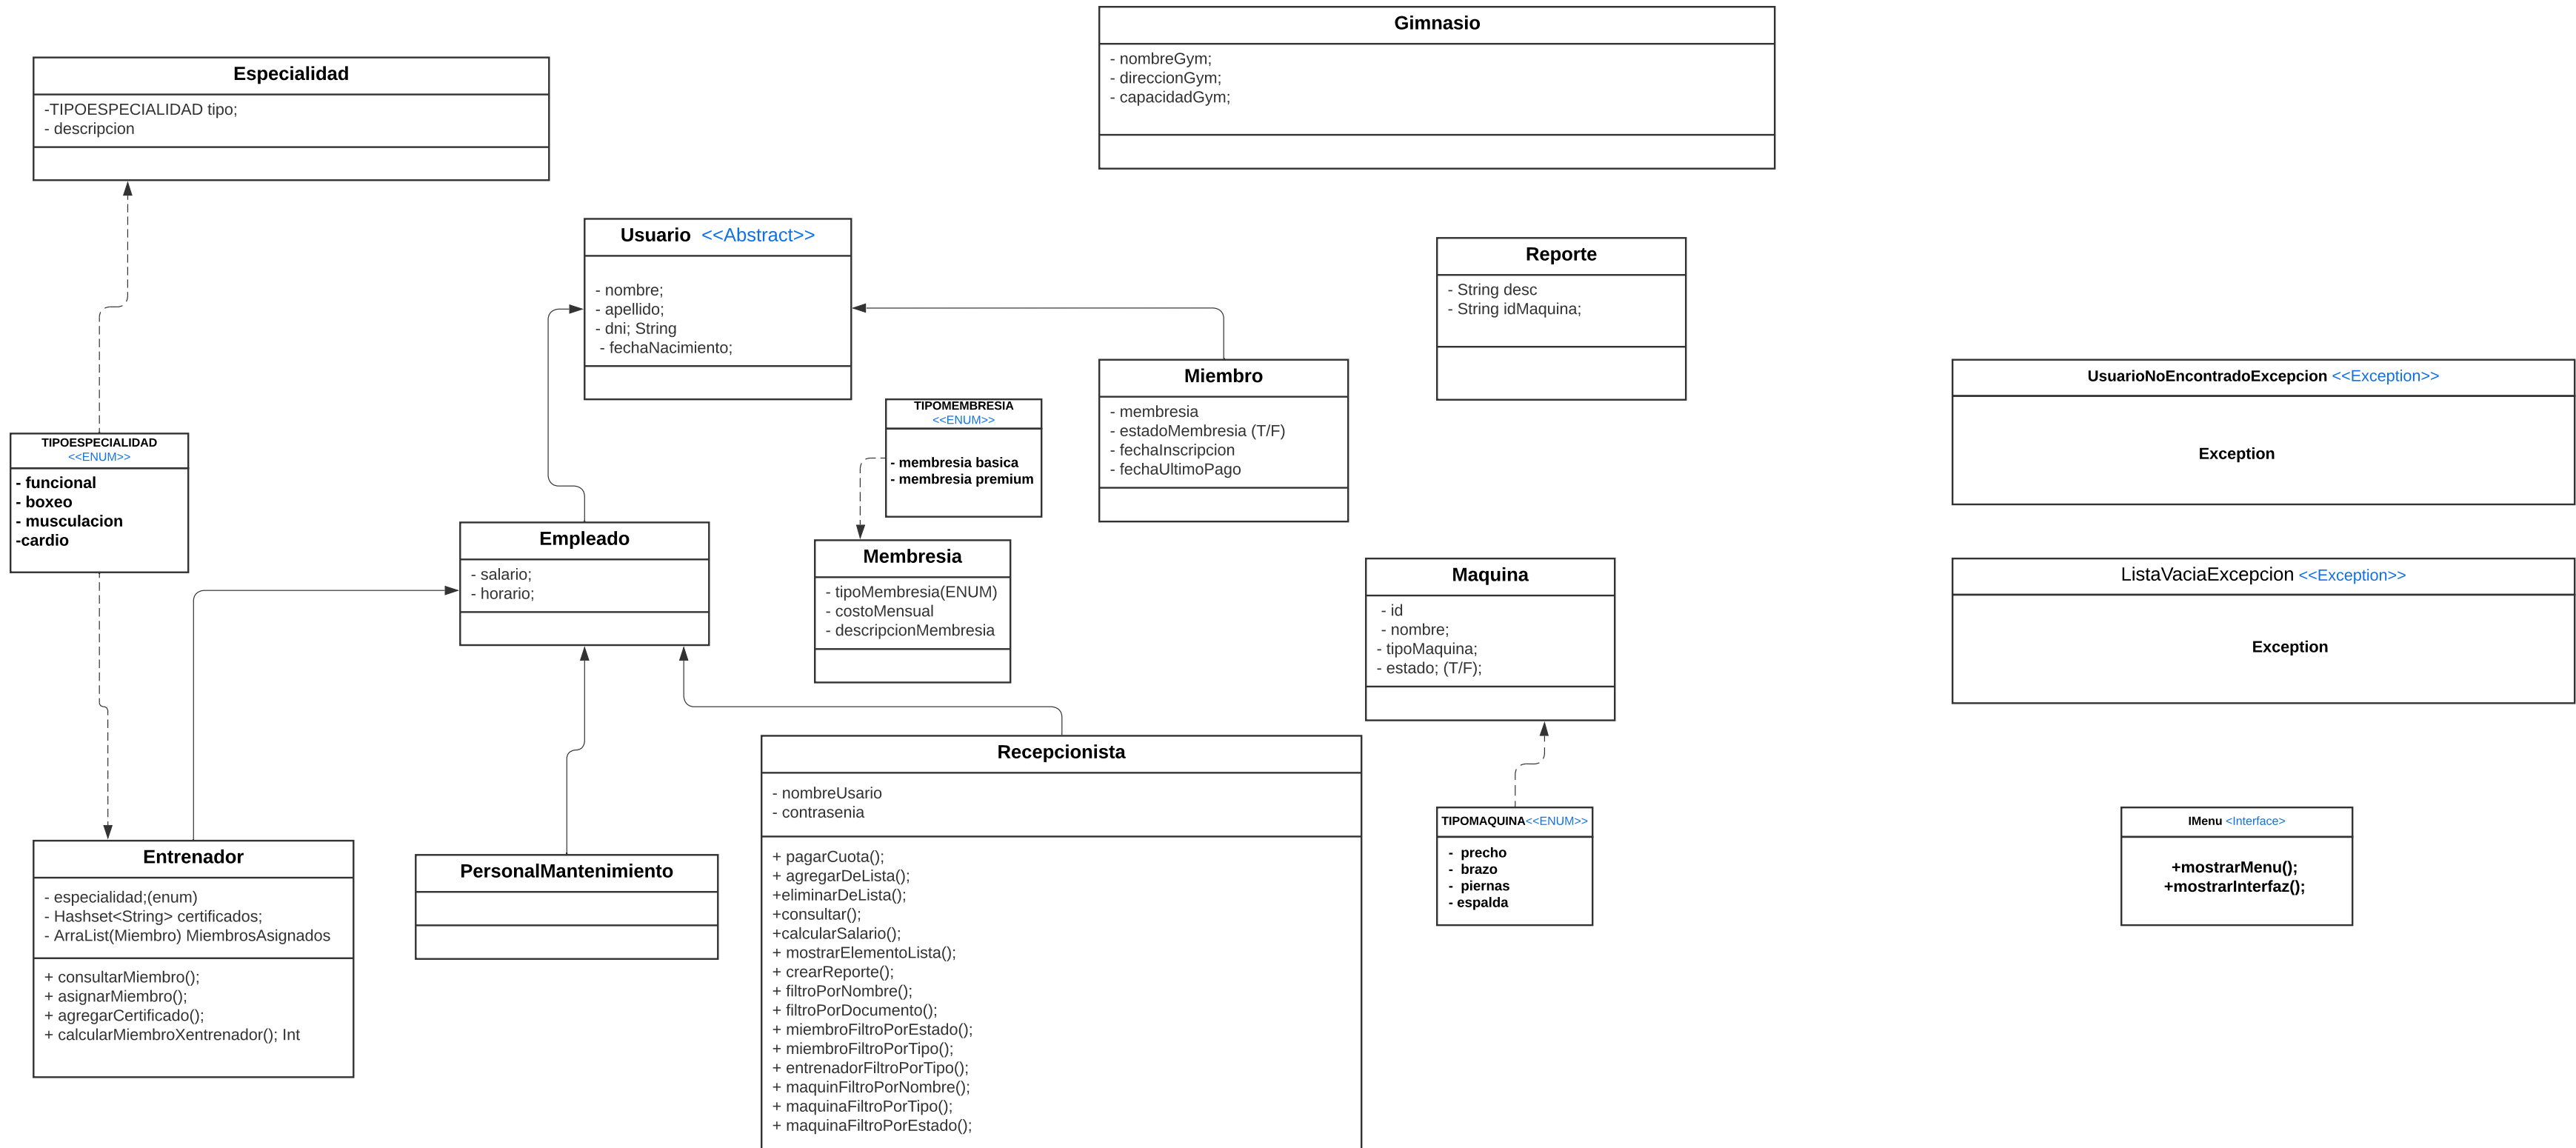 Gimnasio
- nombreGym;
- direccionGym;
- capacidadGym;
Especialidad
-TIPOESPECIALIDAD tipo;
- descripcion
Usuario <<Abstract>>
- nombre;
- apellido;
- dni; String
- fechaNacimiento;
Reporte
- String desc
- String idMaquina;
Miembro
- membresia
- estadoMembresia (T/F)
- fechaInscripcion
- fechaUltimoPago
UsuarioNoEncontradoExcepcion <<Exception>>
Exception
TIPOMEMBRESIA
<<ENUM>>
- membresia basica
- membresia premium
TIPOESPECIALIDAD
<<ENUM>>
- funcional
- boxeo
- musculacion
-cardio
Empleado
- salario;
- horario;
Membresia
- tipoMembresia(ENUM)
- costoMensual
- descripcionMembresia
Maquina
- id
- nombre;
- tipoMaquina;
- estado; (T/F);
ListaVaciaExcepcion <<Exception>>
Exception
Recepcionista
- nombreUsario
- contrasenia
+ pagarCuota();
+ agregarDeLista();
+eliminarDeLista();
+consultar();
+calcularSalario();
+ mostrarElementoLista();
+ crearReporte();
+ filtroPorNombre();
+ filtroPorDocumento();
+ miembroFiltroPorEstado();
+ miembroFiltroPorTipo();
+ entrenadorFiltroPorTipo();
+ maquinFiltroPorNombre();
+ maquinaFiltroPorTipo();
+ maquinaFiltroPorEstado();
TIPOMAQUINA<<ENUM>>
- precho
- brazo
- piernas
- espalda
IMenu <Interface>
+mostrarMenu();
+mostrarInterfaz();
Entrenador
- especialidad;(enum)
- Hashset<String> certificados;
- ArraList(Miembro) MiembrosAsignados
+ consultarMiembro();
+ asignarMiembro();
+ agregarCertificado();
+ calcularMiembroXentrenador(); Int
PersonalMantenimiento